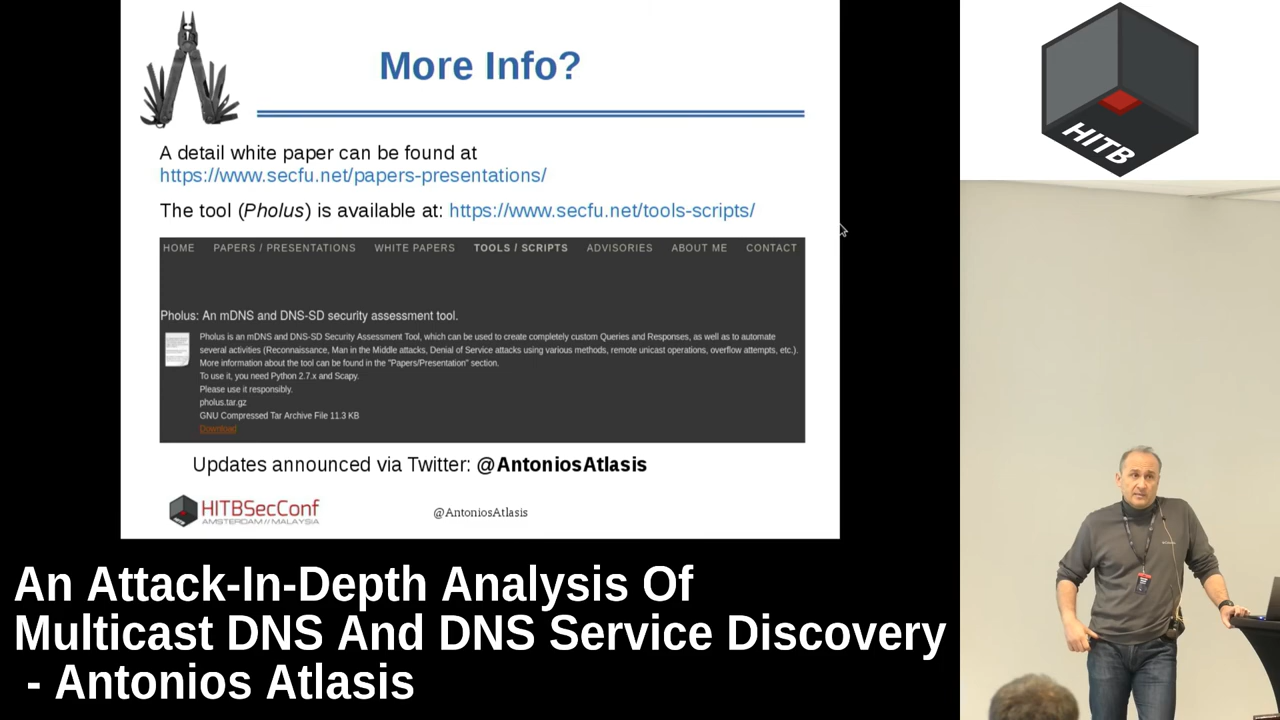 More Info?
A detail white paper can be found at
https://www.secfu.net/papers-presentations/
The tool (Pholus) is available at: https://www.secfu.net/tools-scripts/
HOME PAPERS / PRESENTATIONS WHITE PAPERS TOOLS / SCRIPTS ADVISORIES ABOUT ME CONTACT
Pholus: An mDNS and DNS-SD security assessment tool.
Pholus is an mDNS and DNS-SD Security Assessment Tool, which can be used to create completely custom Queries and Responses, as well as to automate
several activities (Reconnaissance, Man in the Middle attacks, Denial of Service attacks using various methods, remote unicast operations, overflow attempts, etc.).
More information about the tool can be found in the "Papers/Presentation" section.
To use it, you need Python 2.7.x and Scapy.
Please use it responsibly.
pholus.tar.gz
GNU Compressed Tar Archive File 11.3 KB
Download
Updates announced via Twitter: @AntoniosAtlasis
HITBSecConf
AMSTERDAM // MALAYSIA
@AntoniosAtlasis
HITB
An Attack-In-Depth Analysis Of
Multicast DNS And DNS Service Discovery
- Antonios Atlasis